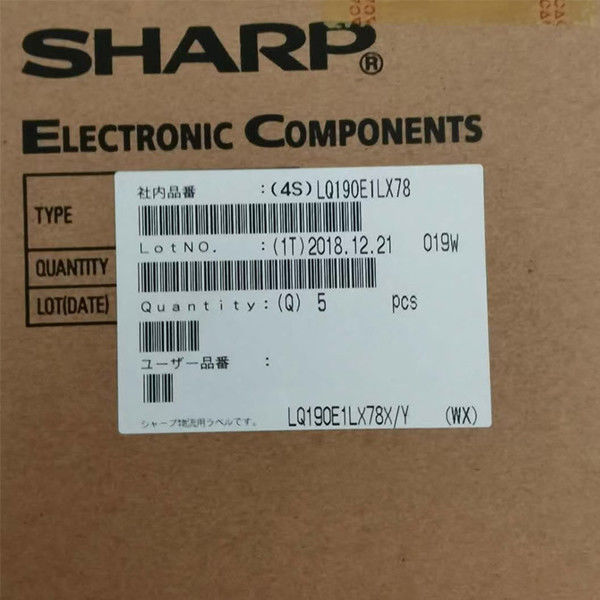 SHARP®
ELECTRONIC COMPONENTS
TYPE
QUANTITY
LOT(DATE)
社内品番 :(4S)LQ190E1LX78
LotNO. :(1T)2018.12.21 019W
Quantity:(Q) 5 pcs
ユーザー品番 :
LQ190E1LX78X/Y (WX)
シャープ物流用ラベルです。